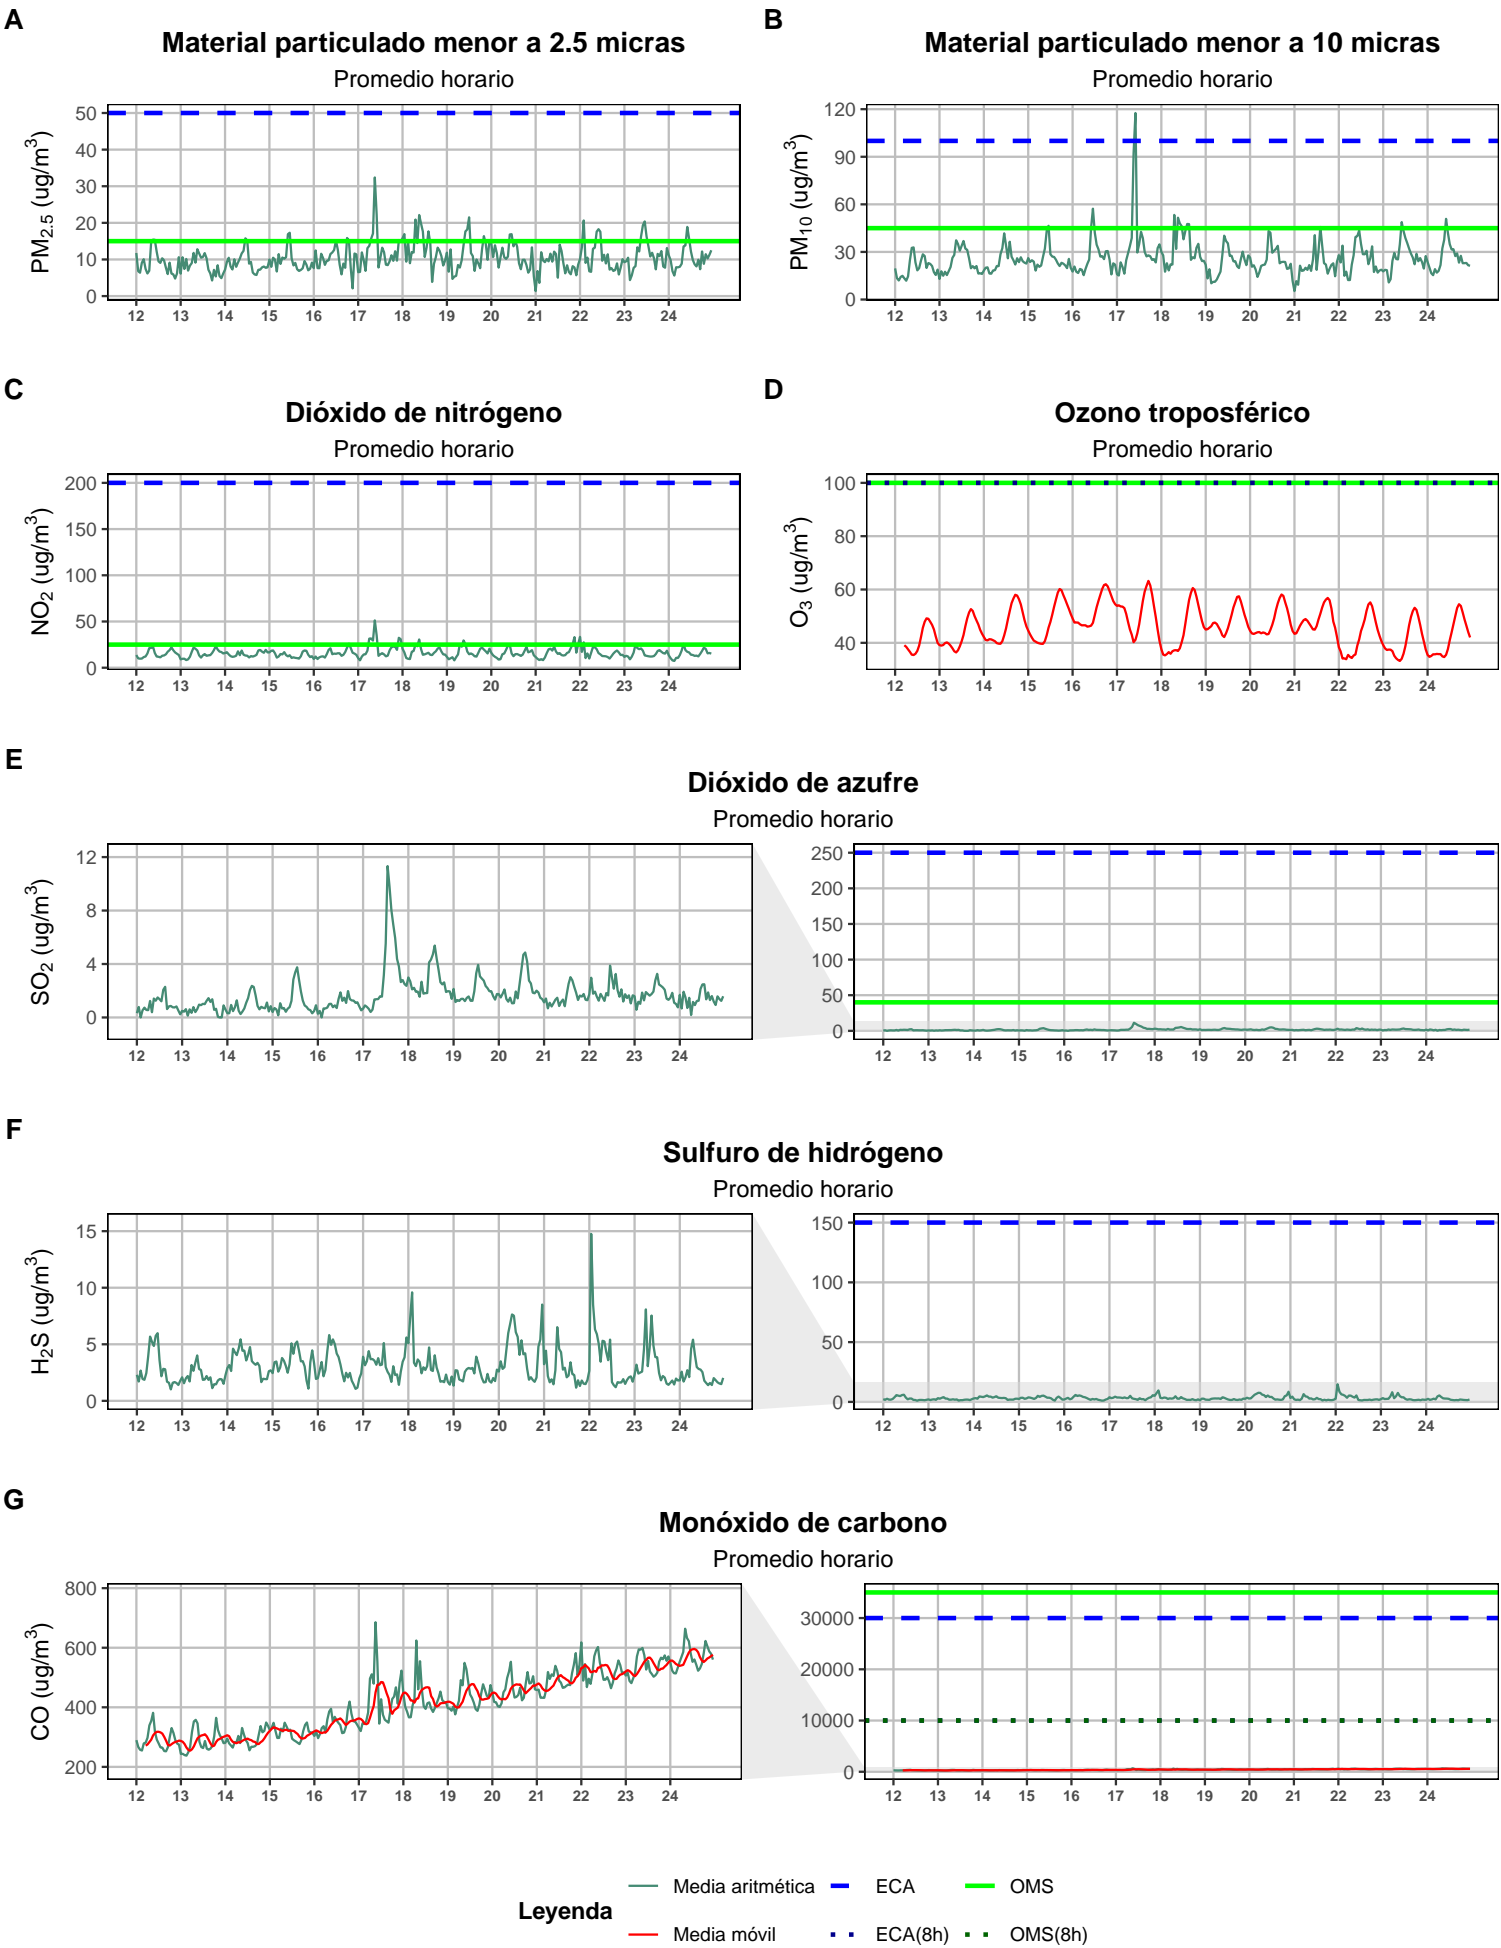 A
Material particulado menor a 2.5 micras
Promedio horario
PM2.5 (ug/m3)
50
40
30
20
10
0
12 13 14 15 16 17 18 19 20 21 22 23 24
B
Material particulado menor a 10 micras
Promedio horario
PM10 (ug/m3)
120
90
60
30
0
12 13 14 15 16 17 18 19 20 21 22 23 24
C
Dióxido de nitrógeno
Promedio horario
NO2 (ug/m3)
200
150
100
50
0
12 13 14 15 16 17 18 19 20 21 22 23 24
D
Ozono troposférico
Promedio horario
O3 (ug/m3)
100
80
60
40
12 13 14 15 16 17 18 19 20 21 22 23 24
E
Dióxido de azufre
Promedio horario
SO2 (ug/m3)
12
8
4
0
12 13 14 15 16 17 18 19 20 21 22 23 24
250
200
150
100
50
0
12 13 14 15 16 17 18 19 20 21 22 23 24
F
Sulfuro de hidrógeno
Promedio horario
H2S (ug/m3)
15
10
5
0
12 13 14 15 16 17 18 19 20 21 22 23 24
150
100
50
0
12 13 14 15 16 17 18 19 20 21 22 23 24
G
Monóxido de carbono
Promedio horario
CO (ug/m3)
800
600
400
200
12 13 14 15 16 17 18 19 20 21 22 23 24
30000
20000
10000
0
12 13 14 15 16 17 18 19 20 21 22 23 24
Leyenda
Media aritmética ECA OMS
Media móvil ECA(8h) OMS(8h)